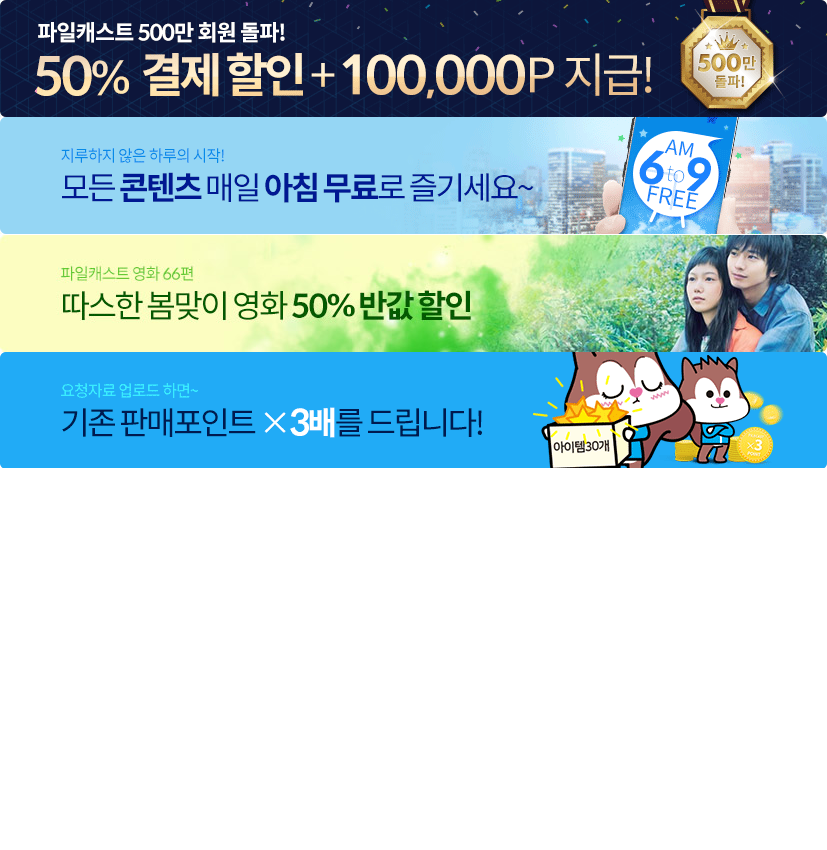 파일캐스트 500만 회원 돌파!
50% 결제 할인 + 100,000P 지급!
500만
돌파!
지루하지 않은 하루의 시작!
모든 콘텐츠 매일 아침 무료로 즐기세요~
AM
6 to 9
FREE
파일캐스트 영화 66편
따스한 봄맞이 영화 50% 반값 할인
요청자료 업로드 하면~
기존 판매포인트 ×3배를 드립니다!
아이템30개
×3